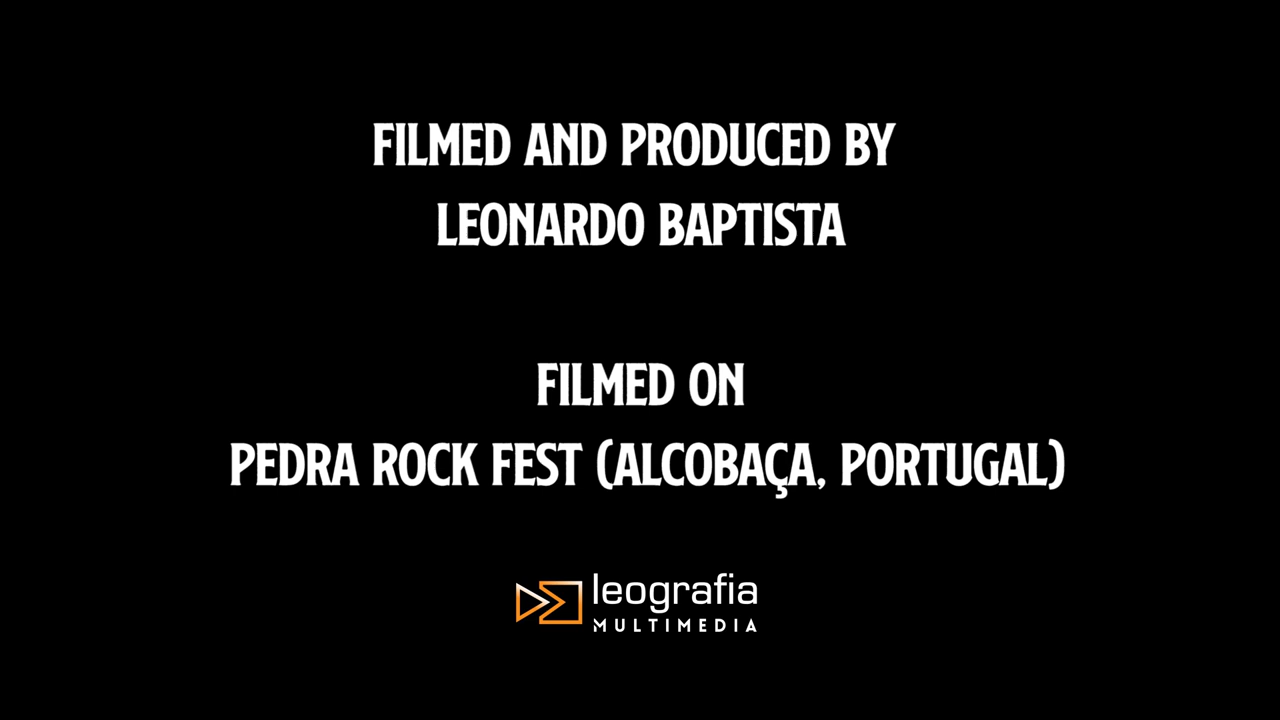 FILMED AND PRODUCED BY
LEONARDO BAPTISTA
FILMED ON
PEDRA ROCK FEST (ALCOBAÇA, PORTUGAL)
leografia
MULTIMEDIA